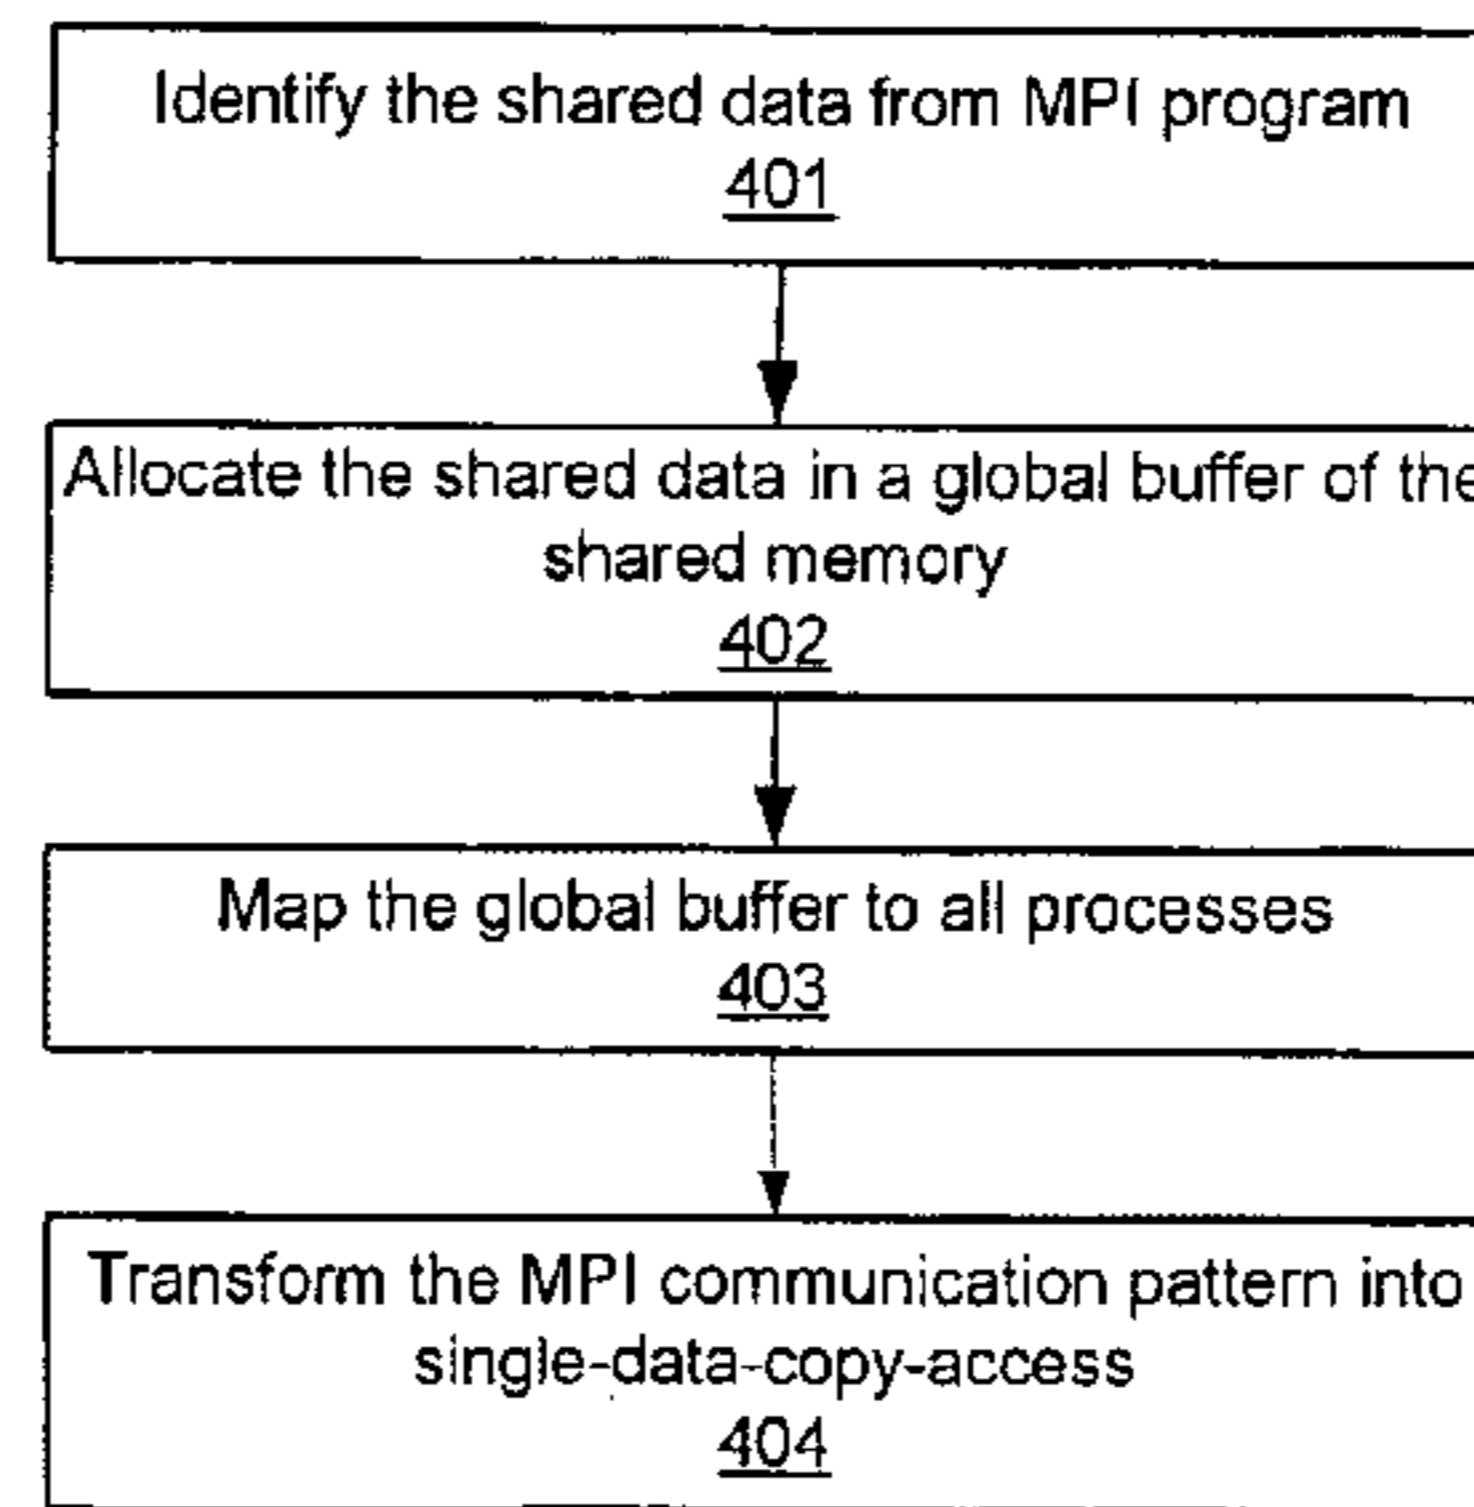 Identify the shared data from MPI program
401
Allocate the shared data in a global buffer of the
shared memory
402
Map the global buffer to all processes
403
Transform the MPI communication pattern into
single-data-copy-access
404